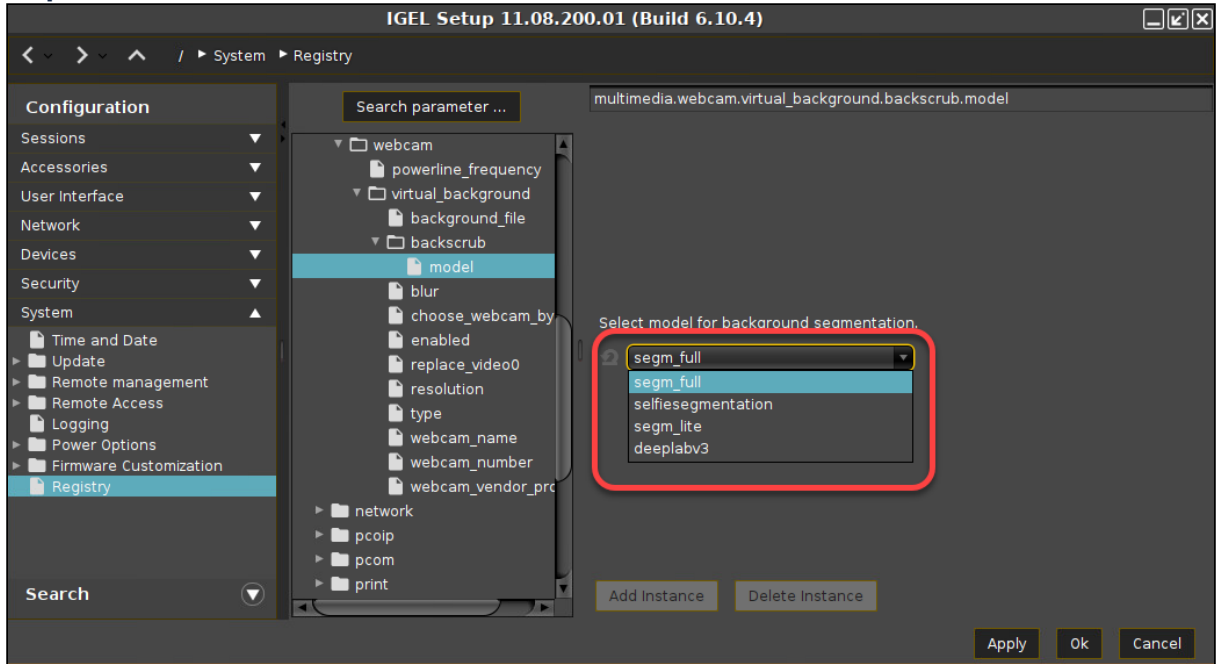 IGEL Setup 11.08.200.01 (Build 6.10.4)
/ System Registry
Configuration
Sessions
Accessories
User Interface
Network
Devices
Security
System
Time and Date
Update
Remote management
Remote Access
Logging
Power Options
Firmware Customization
Registry
Search
Search parameter ...
webcam
powerline_frequency
virtual_background
background_file
backscrub
model
blur
choose_webcam_by
enabled
replace_video0
resolution
type
webcam_name
webcam_number
webcam_vendor_pro
network
pcoip
pcom
print
multimedia.webcam.virtual_background.backscrub.model
Select model for background segmentation.
segm_full
segm_full
selfiesegmentation
segm_lite
deeplabv3
Add Instance Delete Instance
Apply Ok Cancel